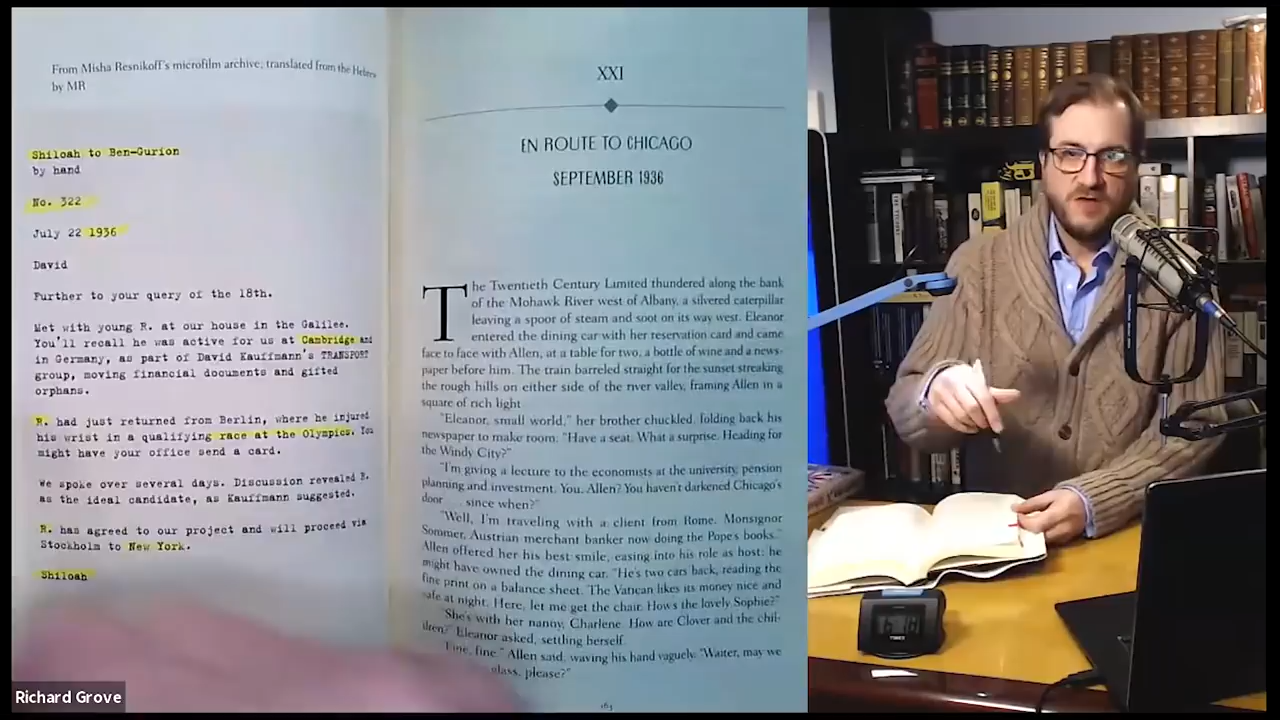 From Misha Resnikoff's microfilm archive; translated from the Hebrew
by MR
Shiloah to Ben-Gurion
by hand
No. 322
July 22 1936
David
Further to your query of the 18th.
Met with young R. at our house in the Galilee.
You'll recall he was active for us at Cambridge and
in Germany, as part of David Kauffmann's TRANSPORT
group, moving financial documents and gifted
orphans.
R. had just returned from Berlin, where he injured
his wrist in a qualifying race at the Olympics. You
might have your office send a card.
We spoke over several days. Discussion revealed R.
as the ideal candidate, as Kauffmann suggested.
R. has agreed to our project and will proceed via
Stockholm to New York.
Shiloah
XXI
EN ROUTE TO CHICAGO
SEPTEMBER 1936
The Twentieth Century Limited thundered along the bank
of the Mohawk River west of Albany, a silvered caterpillar
leaving a spoor of steam and soot on its way west. Eleanor
entered the dining car with her reservation card and came
face to face with Allen, at a table for two, a bottle of wine and a news-
paper before him. The train barreled straight for the sunset streaking
the rough hills on either side of the river valley, framing Allen in a
square of rich light.
"Eleanor, small world," her brother chuckled, folding back his
newspaper to make room. "Have a seat. What a surprise. Heading for
the Windy City?"
"I'm giving a lecture to the economists at the university, pension
planning and investment. You, Allen? You haven't darkened Chicago's
door . . . since when?"
"Well, I'm traveling with a client from Rome. Monsignor
Sommer, Austrian merchant banker now doing the Pope's books."
Allen offered her his best smile, easing into his role as host; he
might have owned the dining car. "He's two cars back, reading the
fine print on a balance sheet. The Vatican likes its money nice and
safe at night. Here, let me get the chair. How's the lovely Sophie?"
"She's with her nanny, Charlene. How are Clover and the chil-
dren?" Eleanor asked, settling herself.
"Fine, fine." Allen said, waving his hand vaguely. "Waiter, may we
glass, please?"
163
Richard Grove
TIMEX